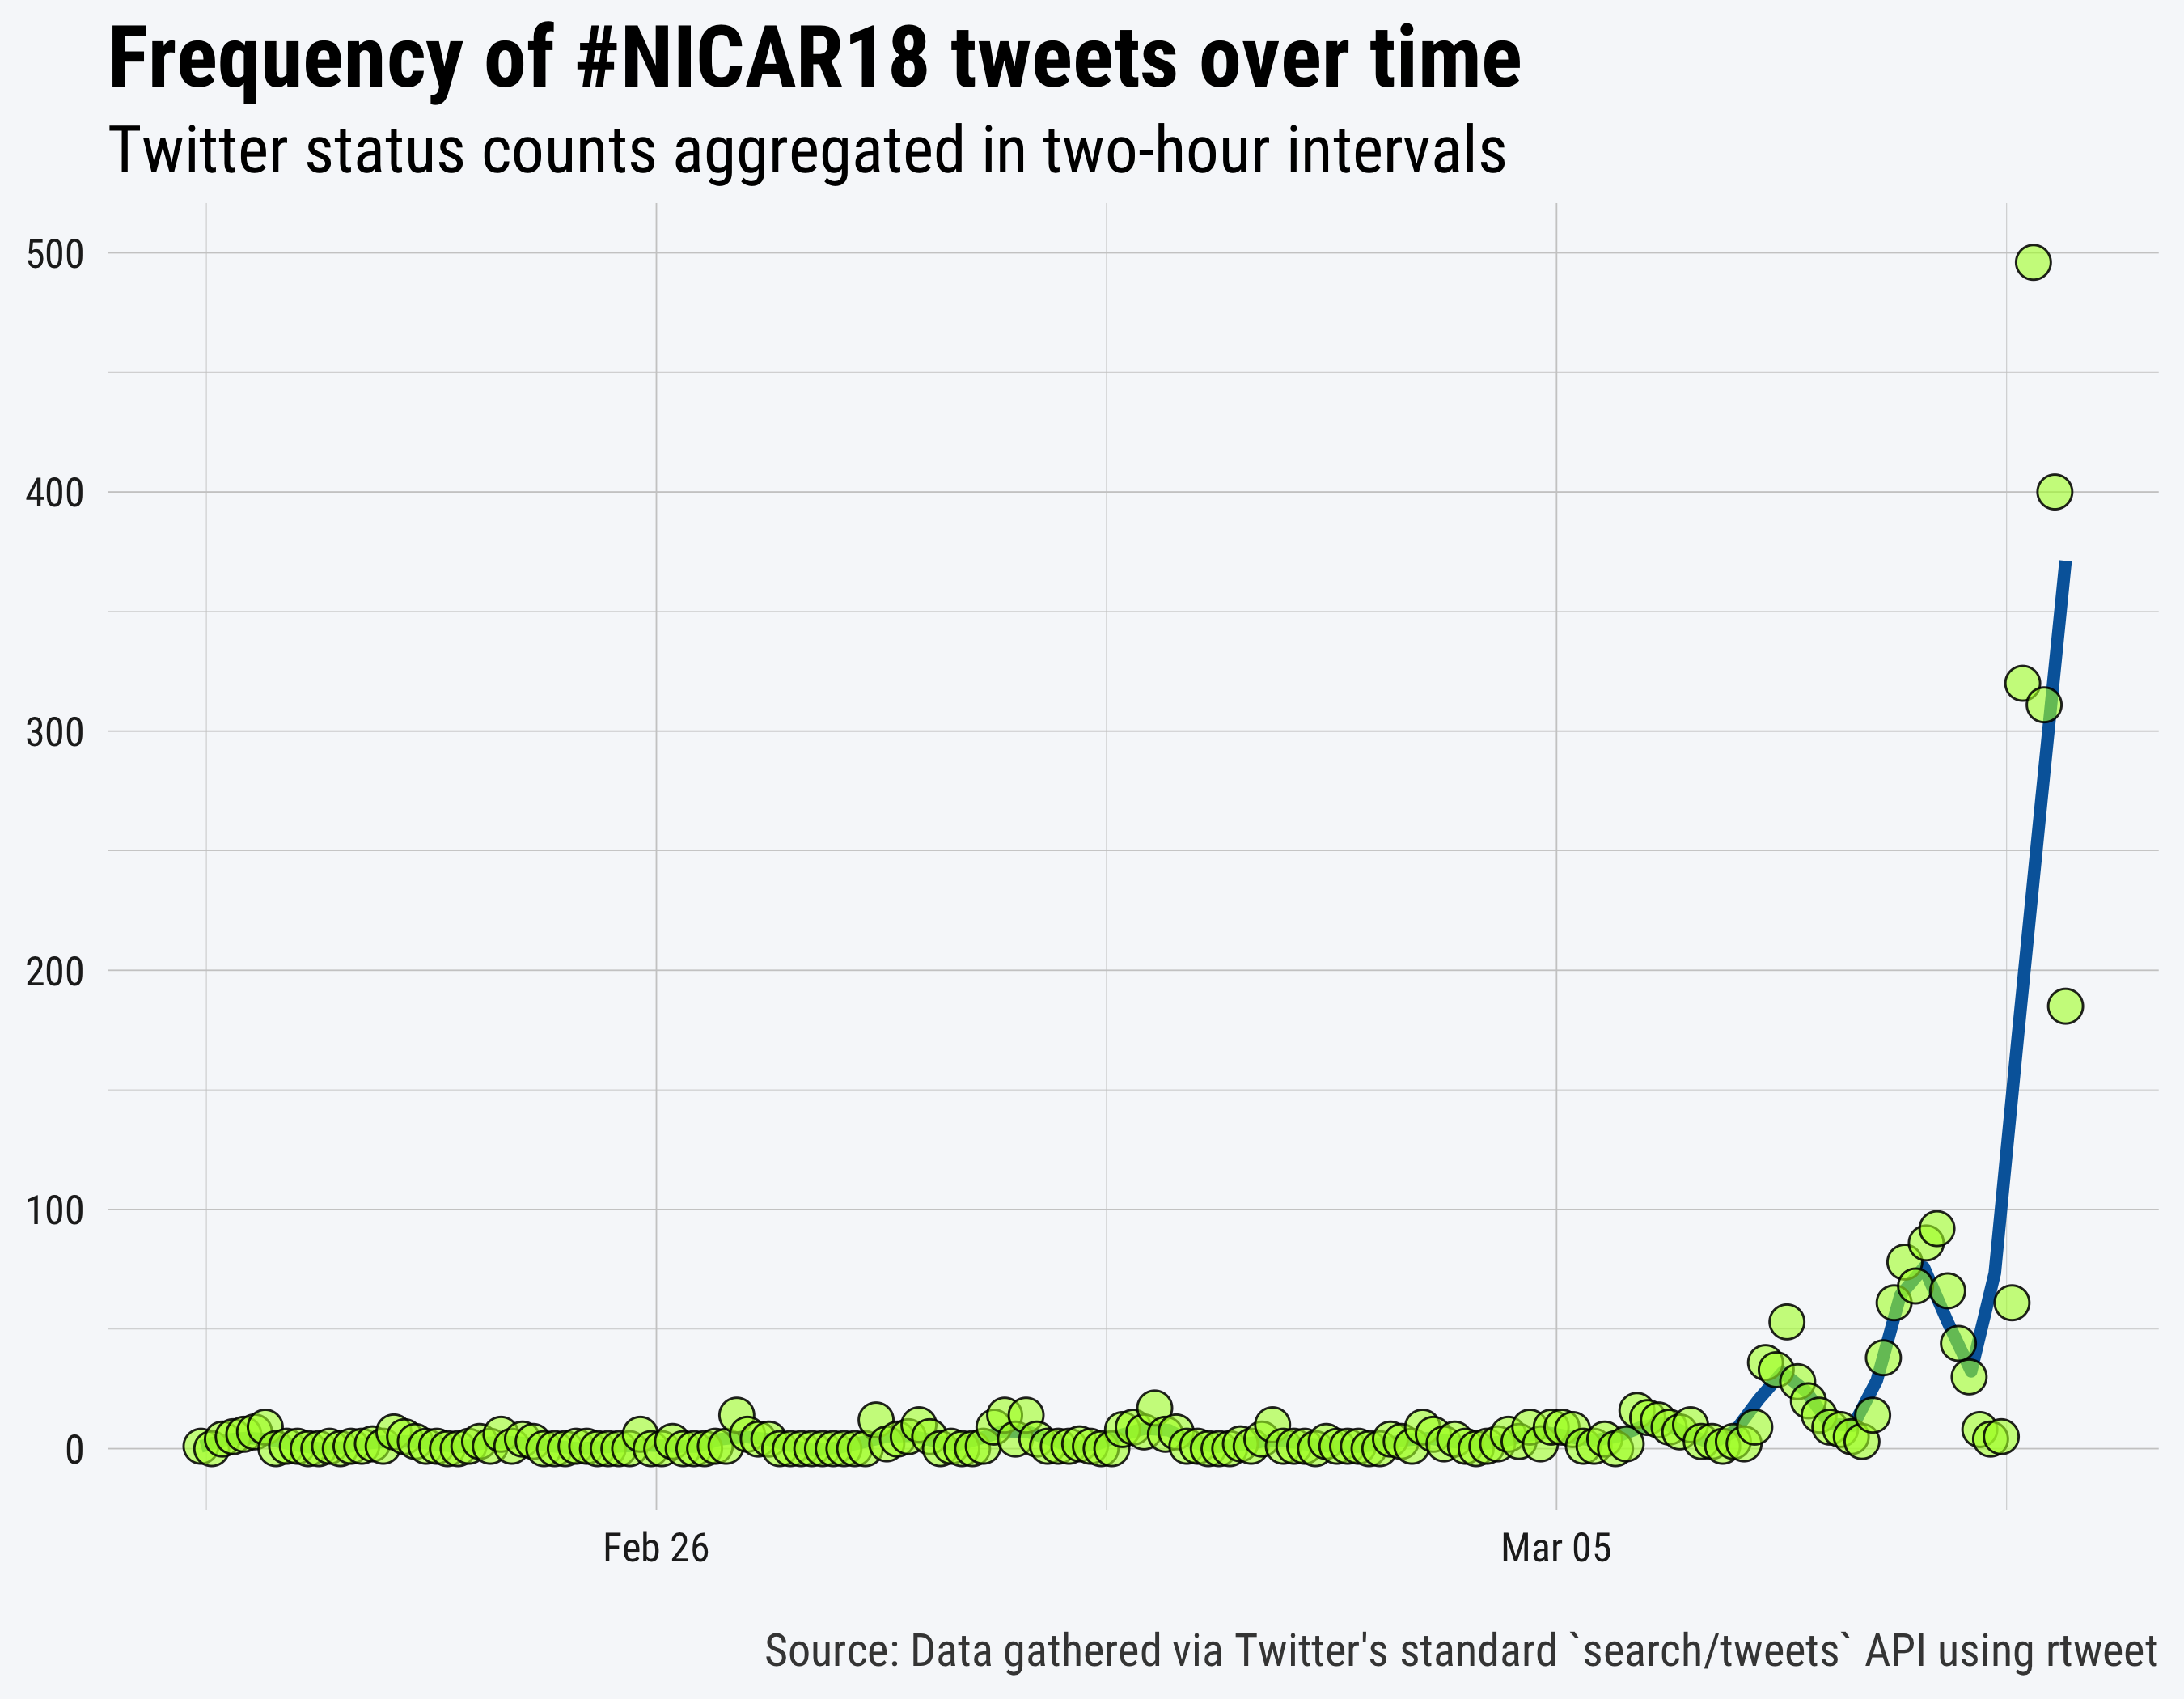 Frequency of #NICAR18 tweets over time
Twitter status counts aggregated in two-hour intervals
500
400
300
200
100
0
Feb 26 Mar 05
Source: Data gathered via Twitter's standard `search/tweets` API using rtweet